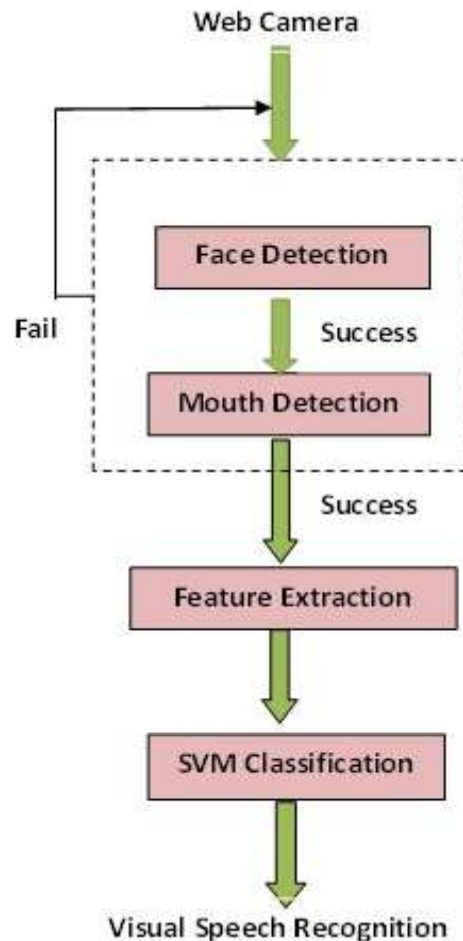 Web Camera
Face Detection
Fail
Success
Mouth Detection
Success
Feature Extraction
SVM Classification
Visual Speech Recognition